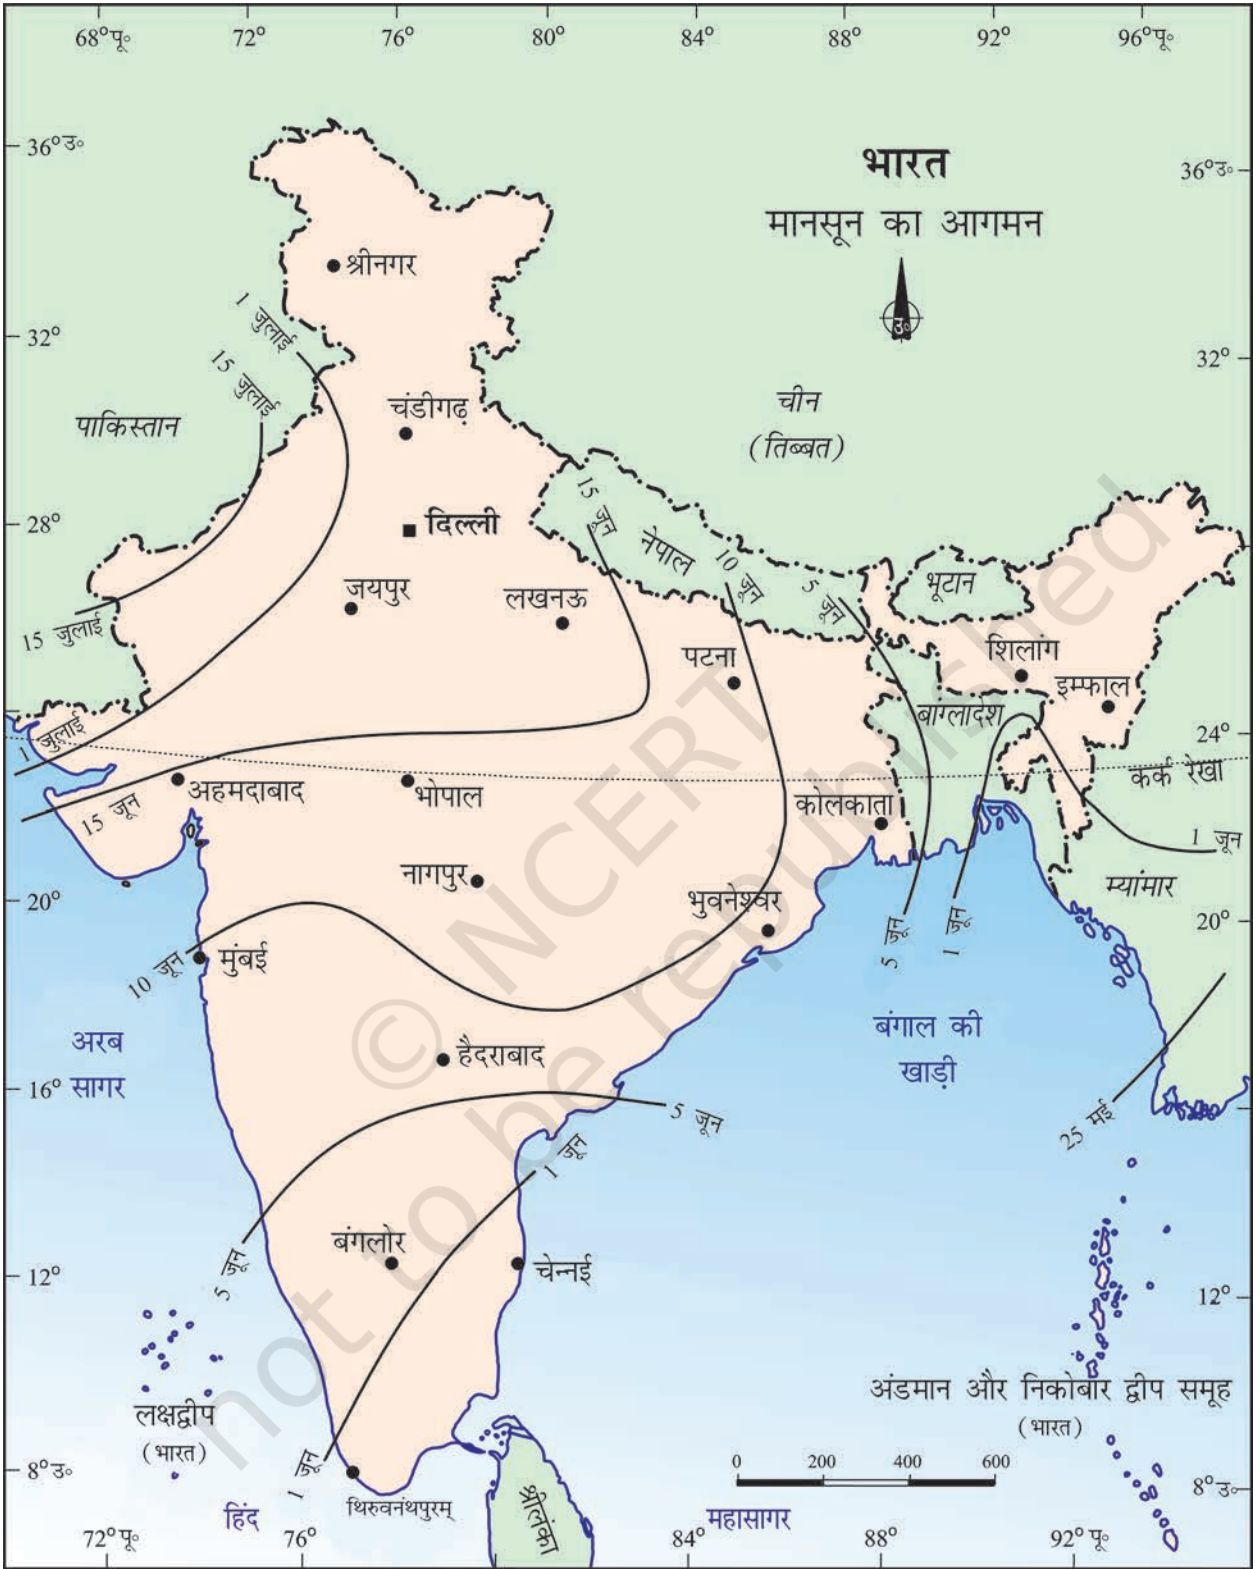 68°पू॰ 72° 76° 80° 84° 88° 92° 96°पू॰
36°उ॰
36°उ॰
भारत
मानसून का आगमन
उ॰
श्रीनगर
1 जुलाई
32°
32°
15 जुलाई
चंडीगढ़
पाकिस्तान
चीन
(तिब्बत)
28°
दिल्ली
15 जून
नेपाल
10 जून
5 जून
भूटान
जयपुर
लखनऊ
15 जुलाई
पटना
शिलांग
इम्फाल
बांग्लादेश
1 जुलाई
24°
कर्क रेखा
अहमदाबाद
भोपाल
15 जून
कोलकाता
1 जून
नागपुर
म्यांमार
20°
भुवनेश्वर
20°
5 जून
1 जून
10 जून
मुंबई
अरब
सागर
बंगाल की
खाड़ी
हैदराबाद
16°
5 जून
25 मई
1 जून
बंगलोर
चेन्नई
5 जून
12°
12°
लक्षद्वीप
(भारत)
अंडमान और निकोबार द्वीप समूह
(भारत)
0 200 400 600
8°उ॰
8°उ॰
1 जून
थिरुवनंथपुरम्
श्रीलंका
हिंद
महासागर
72°पू॰ 76° 84° 88° 92°पू॰
© NCERT
not to be republished